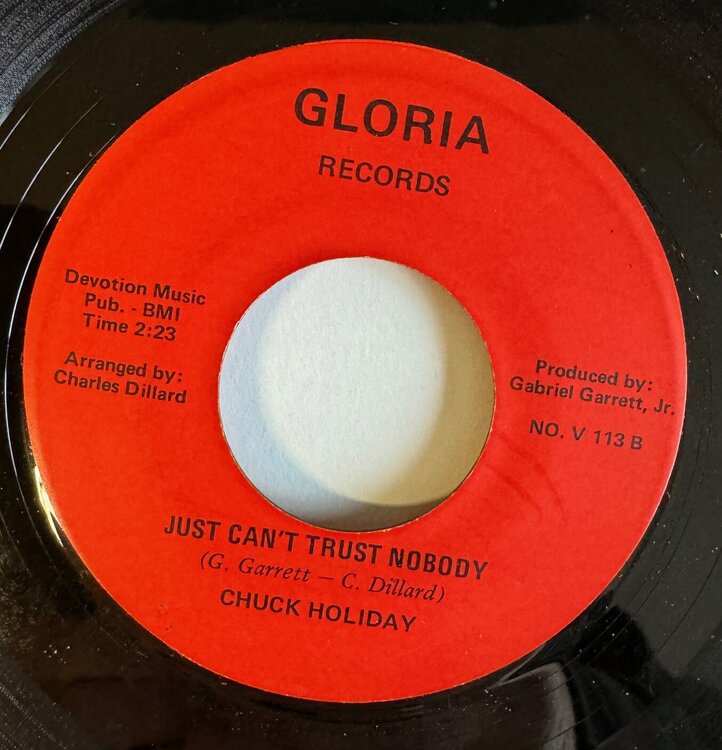 GLORIA
RECORDS
Devotion Music
Pub. - BMI
Time 2:23
Arranged by:
Charles Dillard
Produced by:
Gabriel Garrett, Jr.
NO. V 113 B
JUST CAN'T TRUST NOBODY
(G. Garrett — C. Dillard)
CHUCK HOLIDAY